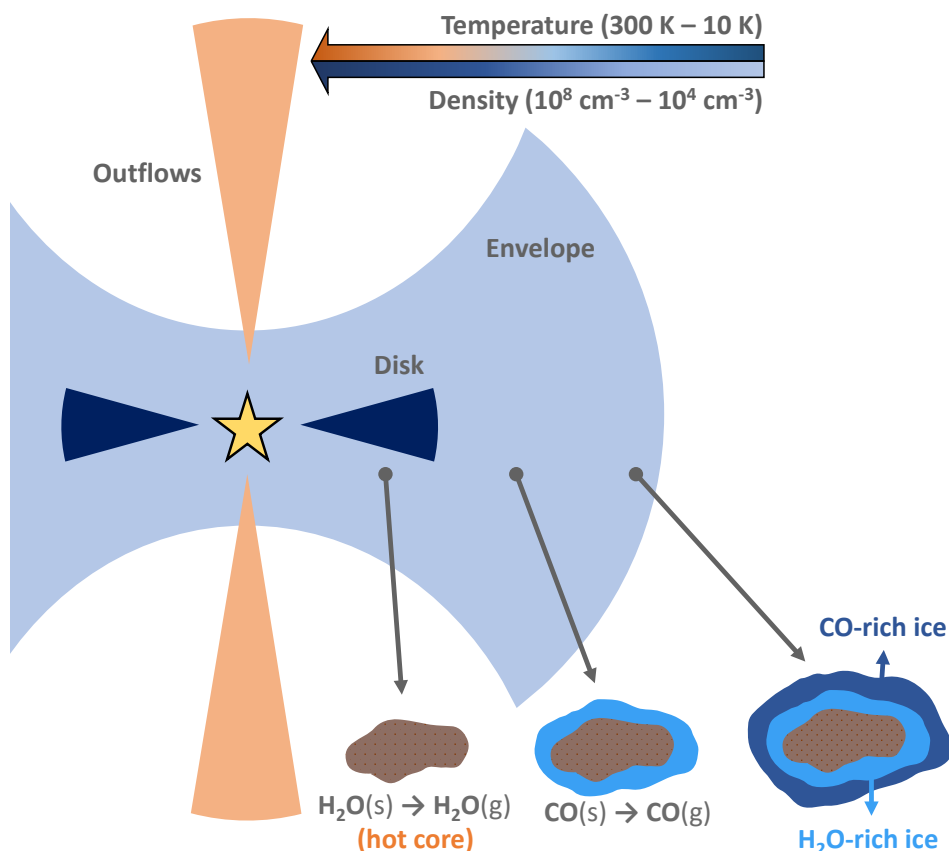 Temperature (300 K – 10 K)
Density (10⁸ cm⁻³ – 10⁴ cm⁻³)
Outflows
Envelope
Disk
CO-rich ice
H₂O(s) → H₂O(g)
(hot core)
CO(s) → CO(g)
H₂O-rich ice